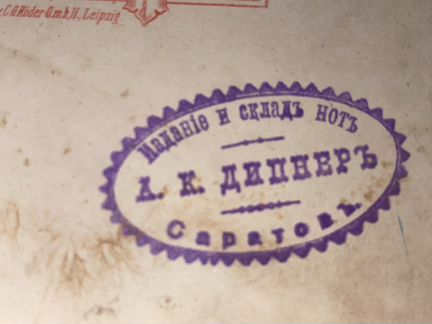 C.G.Röder G.m.b.H., Leipzig.
Изданіе и складъ нотъ
А. К. ДИПНЕРЪ
Саратовъ